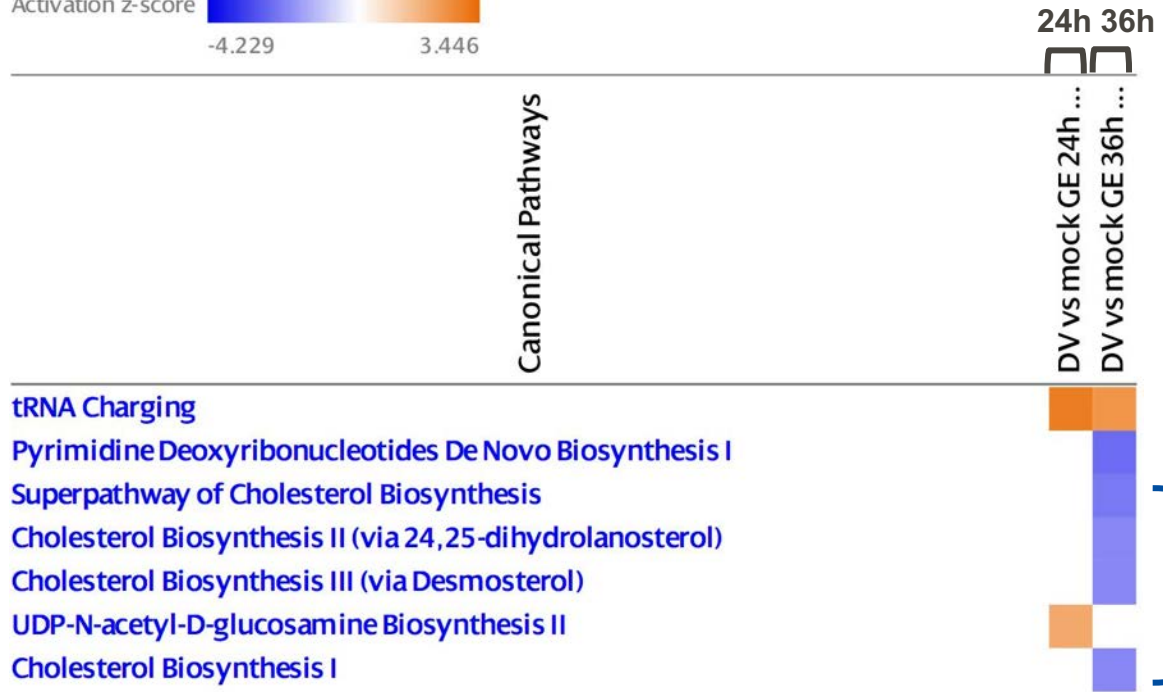 Activation z-score
-4.229 3.446
24h 36h
Canonical Pathways
DV vs mock GE 24h ...
DV vs mock GE 36h ...
tRNA Charging
Pyrimidine Deoxyribonucleotides De Novo Biosynthesis I
Superpathway of Cholesterol Biosynthesis
Cholesterol Biosynthesis II (via 24,25-dihydrolanosterol)
Cholesterol Biosynthesis III (via Desmosterol)
UDP-N-acetyl-D-glucosamine Biosynthesis II
Cholesterol Biosynthesis I